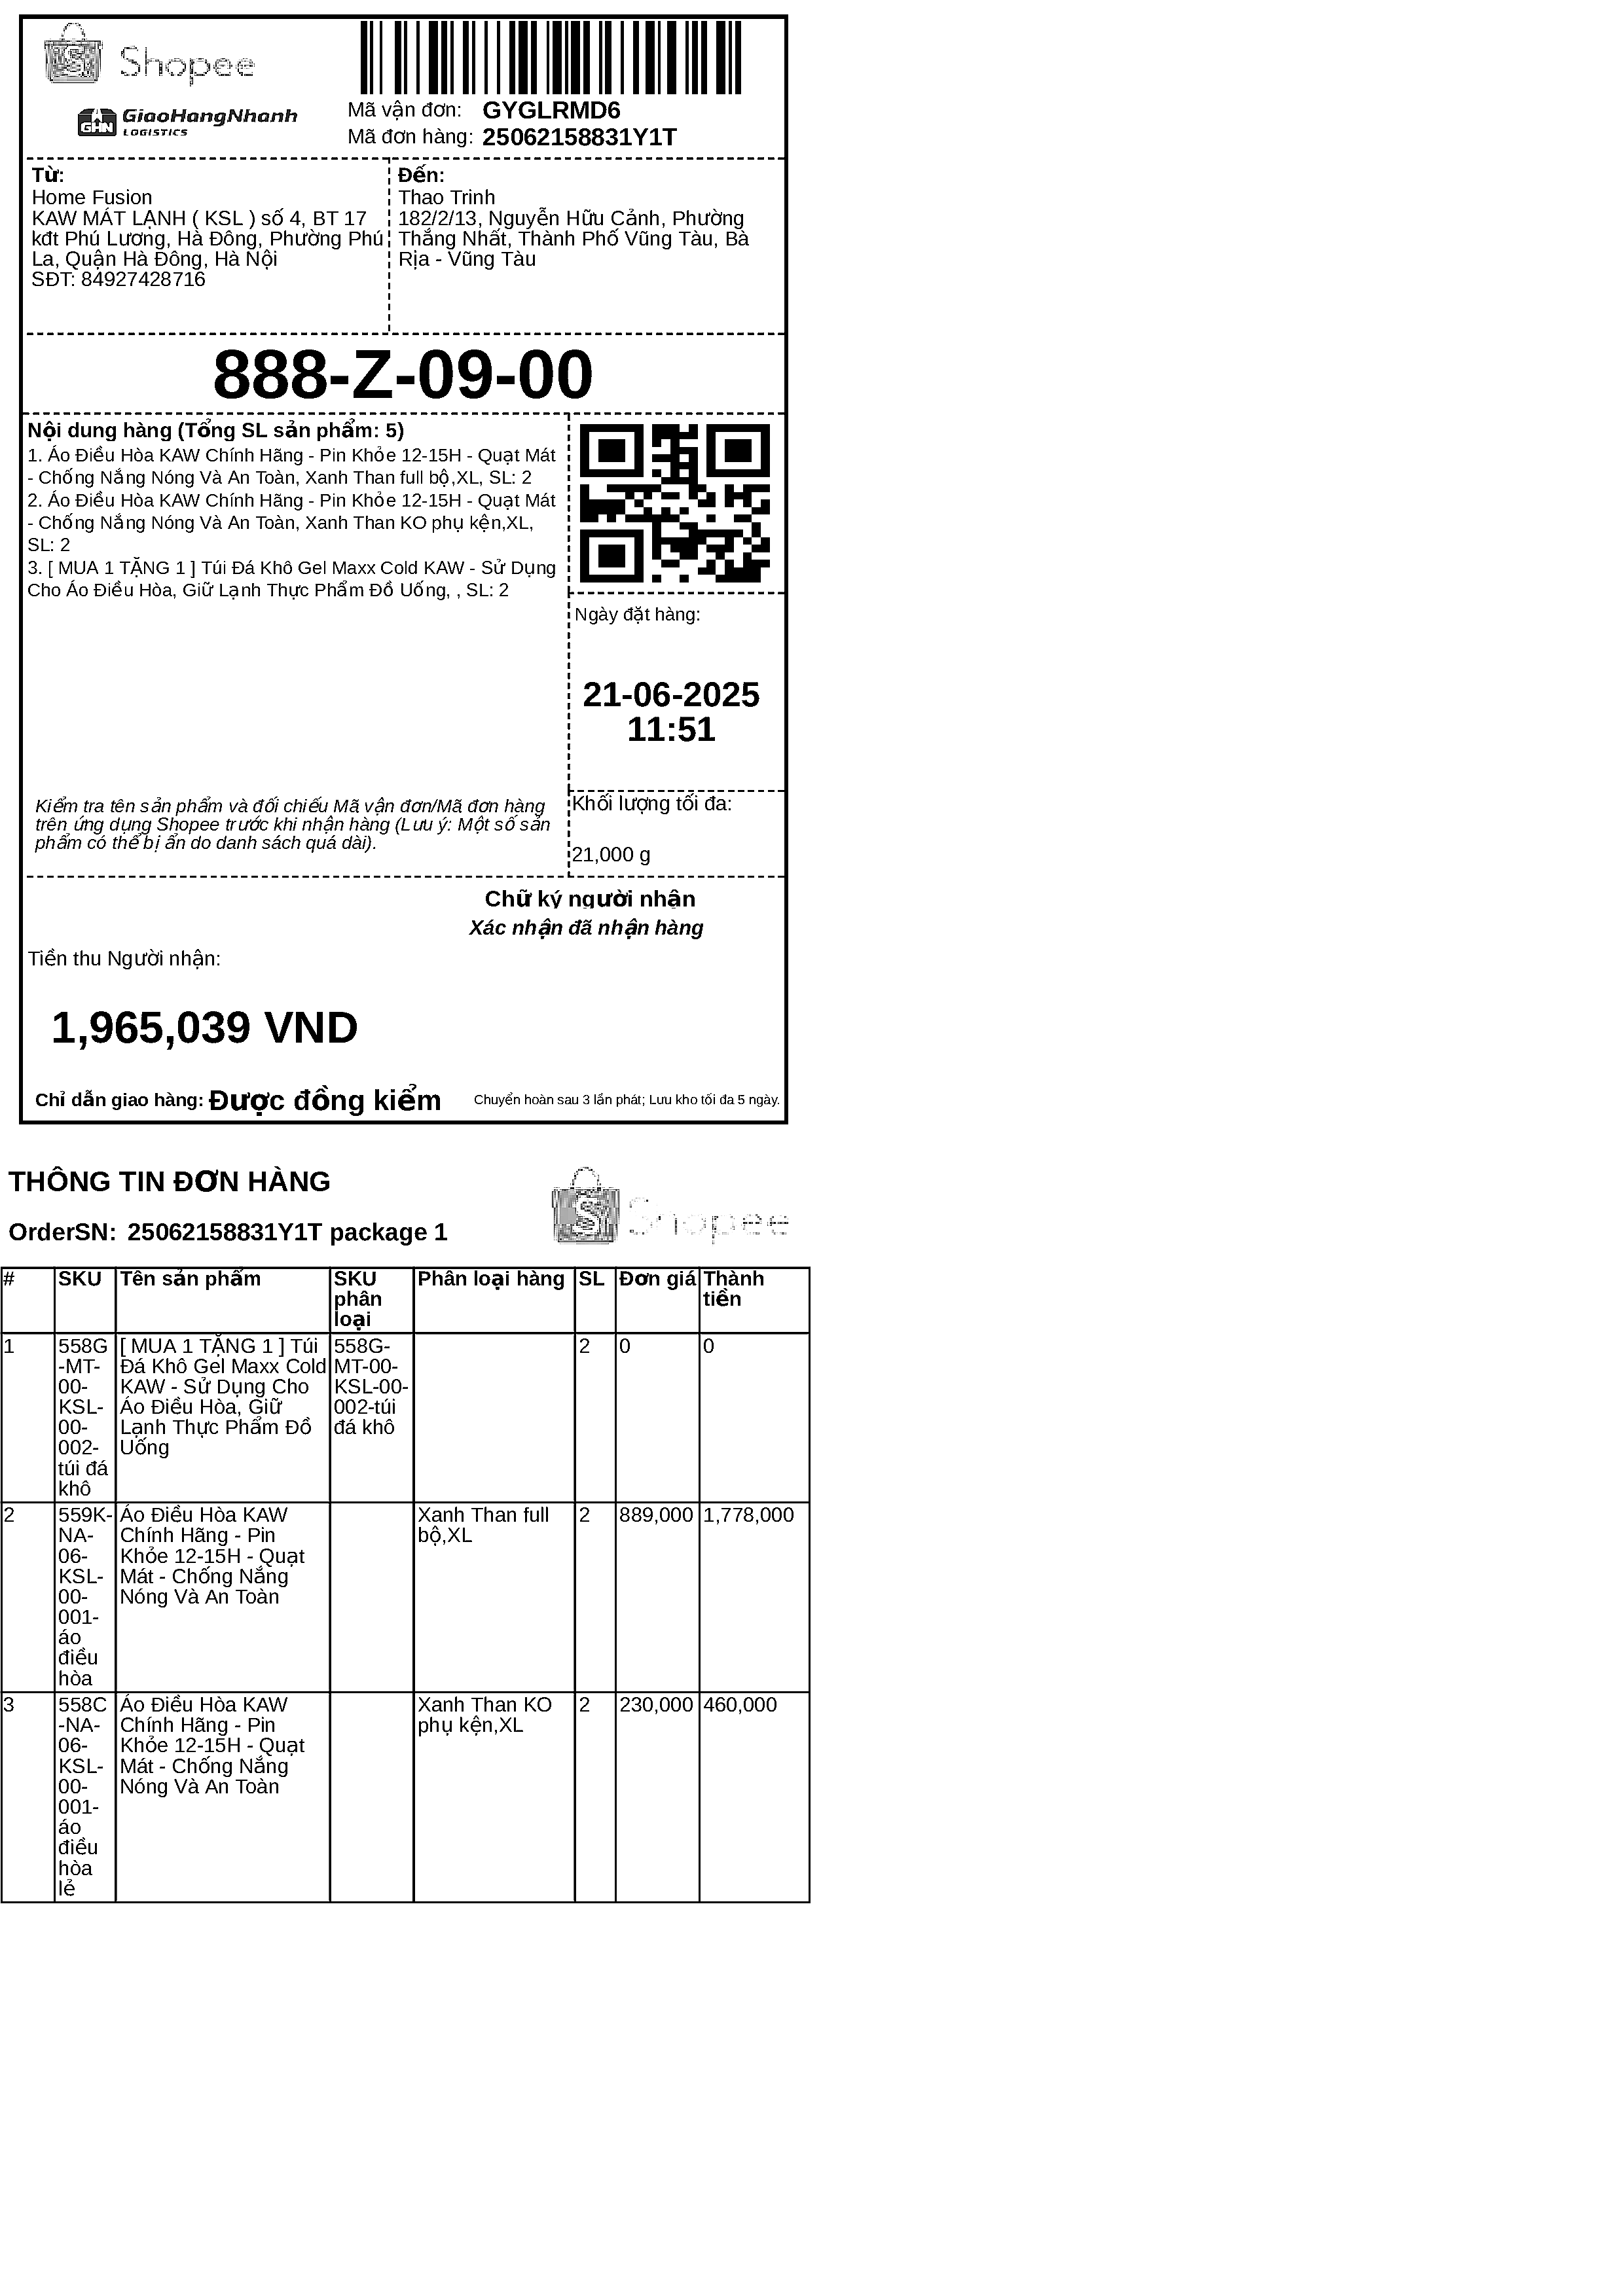 Shopee
GiaoHangNhanh
LOGISTICS
Mã vận đơn: GYGLRMD6
Mã đơn hàng: 25062158831Y1T
Từ:
Home Fusion
KAW MÁT LẠNH ( KSL ) số 4, BT 17
kđt Phú Lương, Hà Đông, Phường Phú
La, Quận Hà Đông, Hà Nội
SĐT: 84927428716
Đến:
Thao Trinh
182/2/13, Nguyễn Hữu Cảnh, Phường
Thắng Nhất, Thành Phố Vũng Tàu, Bà
Rịa - Vũng Tàu
888-Z-09-00
Nội dung hàng (Tổng SL sản phẩm: 5)
1. Áo Điều Hòa KAW Chính Hãng - Pin Khỏe 12-15H - Quạt Mát
- Chống Nắng Nóng Và An Toàn, Xanh Than full bộ,XL, SL: 2
2. Áo Điều Hòa KAW Chính Hãng - Pin Khỏe 12-15H - Quạt Mát
- Chống Nắng Nóng Và An Toàn, Xanh Than KO phụ kện,XL,
SL: 2
3. [ MUA 1 TẶNG 1 ] Túi Đá Khô Gel Maxx Cold KAW - Sử Dụng
Cho Áo Điều Hòa, Giữ Lạnh Thực Phẩm Đồ Uống, , SL: 2
Ngày đặt hàng:
21-06-2025
11:51
Kiểm tra tên sản phẩm và đối chiếu Mã vận đơn/Mã đơn hàng
trên ứng dụng Shopee trước khi nhận hàng (Lưu ý: Một số sản
phẩm có thể bị ẩn do danh sách quá dài).
Khối lượng tối đa:
21,000 g
Chữ ký người nhận
Xác nhận đã nhận hàng
Tiền thu Người nhận:
1,965,039 VND
Chỉ dẫn giao hàng: Được đồng kiểm
Chuyển hoàn sau 3 lần phát; Lưu kho tối đa 5 ngày.
THÔNG TIN ĐƠN HÀNG
Shopee
OrderSN: 25062158831Y1T package 1
# SKU Tên sản phẩm SKU phân loại Phân loại hàng SL Đơn giá Thành tiền
1
558G
-MT-
00-
KSL-
00-
002-
túi đá
khô
[ MUA 1 TẶNG 1 ] Túi
Đá Khô Gel Maxx Cold
KAW - Sử Dụng Cho
Áo Điều Hòa, Giữ
Lạnh Thực Phẩm Đồ
Uống
558G-
MT-00-
KSL-00-
002-túi
đá khô
2
0
0
2
559K-
NA-
06-
KSL-
00-
001-
áo
điều
hòa
Áo Điều Hòa KAW
Chính Hãng - Pin
Khỏe 12-15H - Quạt
Mát - Chống Nắng
Nóng Và An Toàn
Xanh Than full
bộ,XL
2
889,000
1,778,000
3
558C
-NA-
06-
KSL-
00-
001-
áo
điều
hòa
lẻ
Áo Điều Hòa KAW
Chính Hãng - Pin
Khỏe 12-15H - Quạt
Mát - Chống Nắng
Nóng Và An Toàn
Xanh Than KO
phụ kện,XL
2
230,000
460,000